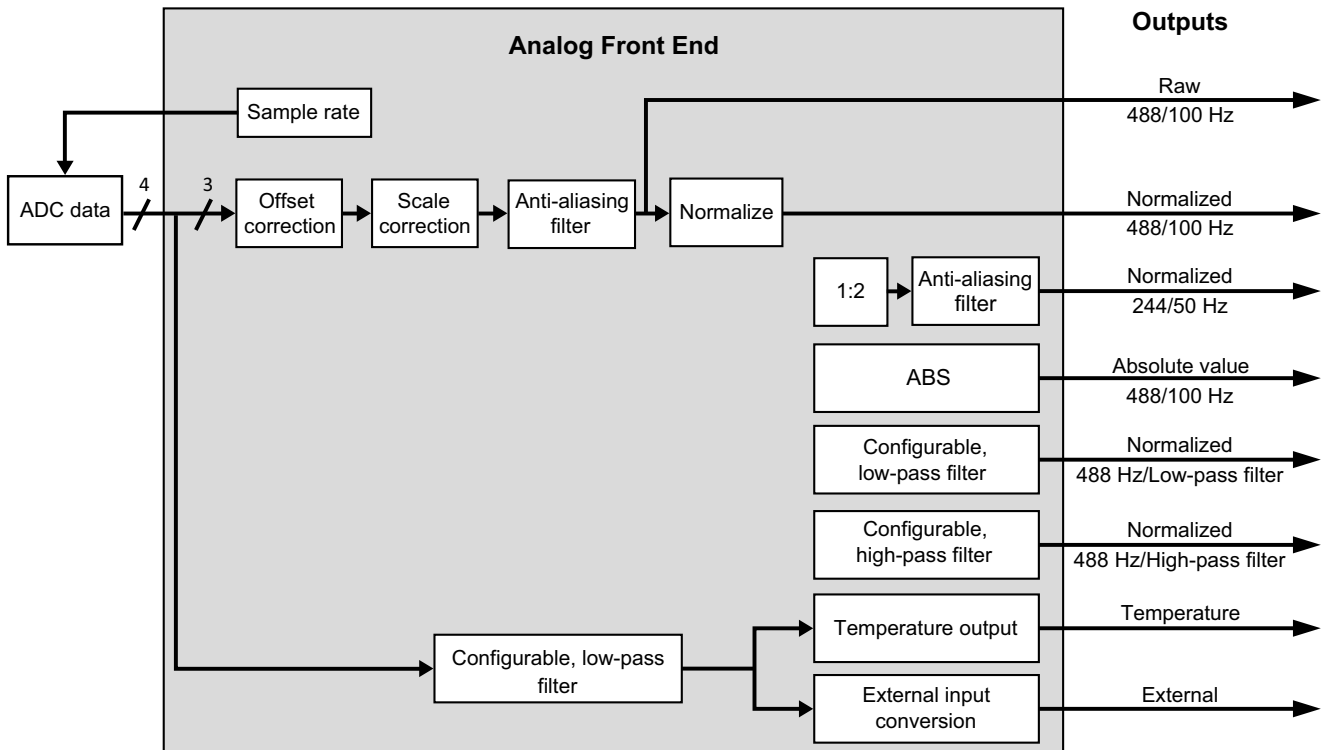 Outputs
Analog Front End
Raw
488/100 Hz
Sample rate
4
3
ADC data
Offset
correction
Scale
correction
Anti-aliasing
filter
Normalize
Normalized
488/100 Hz
1:2
Anti-aliasing
filter
Normalized
244/50 Hz
ABS
Absolute value
488/100 Hz
Configurable,
low-pass filter
Normalized
488 Hz/Low-pass filter
Configurable,
high-pass filter
Normalized
488 Hz/High-pass filter
Configurable, low-pass
filter
Temperature output
Temperature
External input
conversion
External